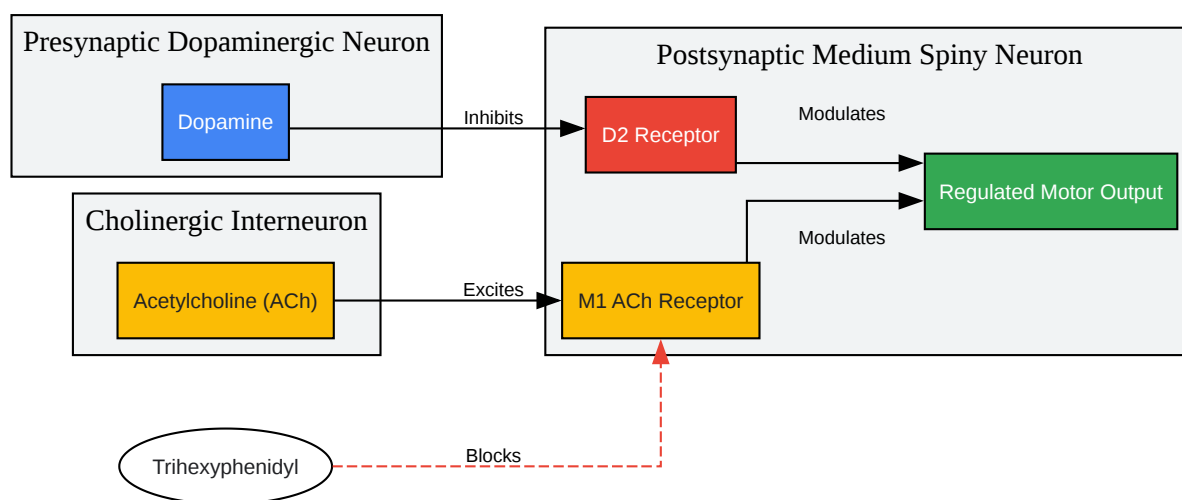 Presynaptic Dopaminergic Neuron
Dopamine
Inhibits
Postsynaptic Medium Spiny Neuron
D2 Receptor
Modulates
Regulated Motor Output
Cholinergic Interneuron
Acetylcholine (ACh)
Excites
M1 ACh Receptor
Modulates
Trihexyphenidyl
Blocks